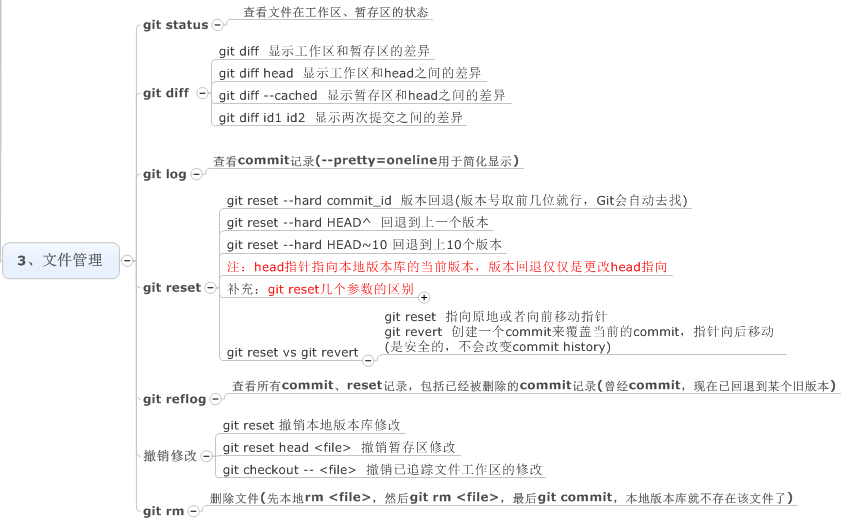 3、文件管理
git status
查看文件在工作区、暂存区的状态
git diff
git diff 显示工作区和暂存区的差异
git diff head 显示工作区和head之间的差异
git diff --cached 显示暂存区和head之间的差异
git diff id1 id2 显示两次提交之间的差异
git log
查看commit记录(--pretty=oneline用于简化显示)
git reset
git reset --hard commit_id 版本回退(版本号取前几位就行，Git会自动去找)
git reset --hard HEAD^ 回退到上一个版本
git reset --hard HEAD~10 回退到上10个版本
注：head指针指向本地版本库的当前版本，版本回退仅仅是更改head指向
补充：git reset几个参数的区别
git reset vs git revert
git reset 指向原地或者向前移动指针
git revert 创建一个commit来覆盖当前的commit，指针向后移动
(是安全的，不会改变commit history)
git reflog
查看所有commit、reset记录，包括已经被删除的commit记录(曾经commit，现在已回退到某个旧版本)
撤销修改
git reset 撤销本地版本库修改
git reset head <file> 撤销暂存区修改
git checkout -- <file> 撤销已追踪文件工作区的修改
git rm
删除文件(先本地rm <file>，然后git rm <file>，最后git commit，本地版本库就不存在该文件了)